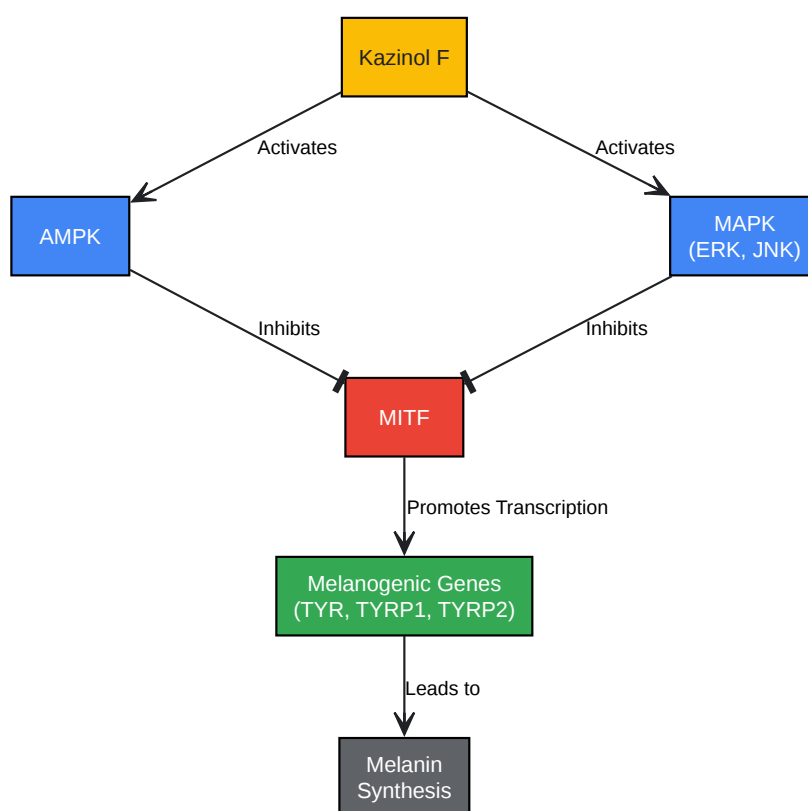 Kazinol F
Activates
Activates
AMPK
MAPK
(ERK, JNK)
Inhibits
Inhibits
MITF
Promotes Transcription
Melanogenic Genes
(TYR, TYRP1, TYRP2)
Leads to
Melanin
Synthesis